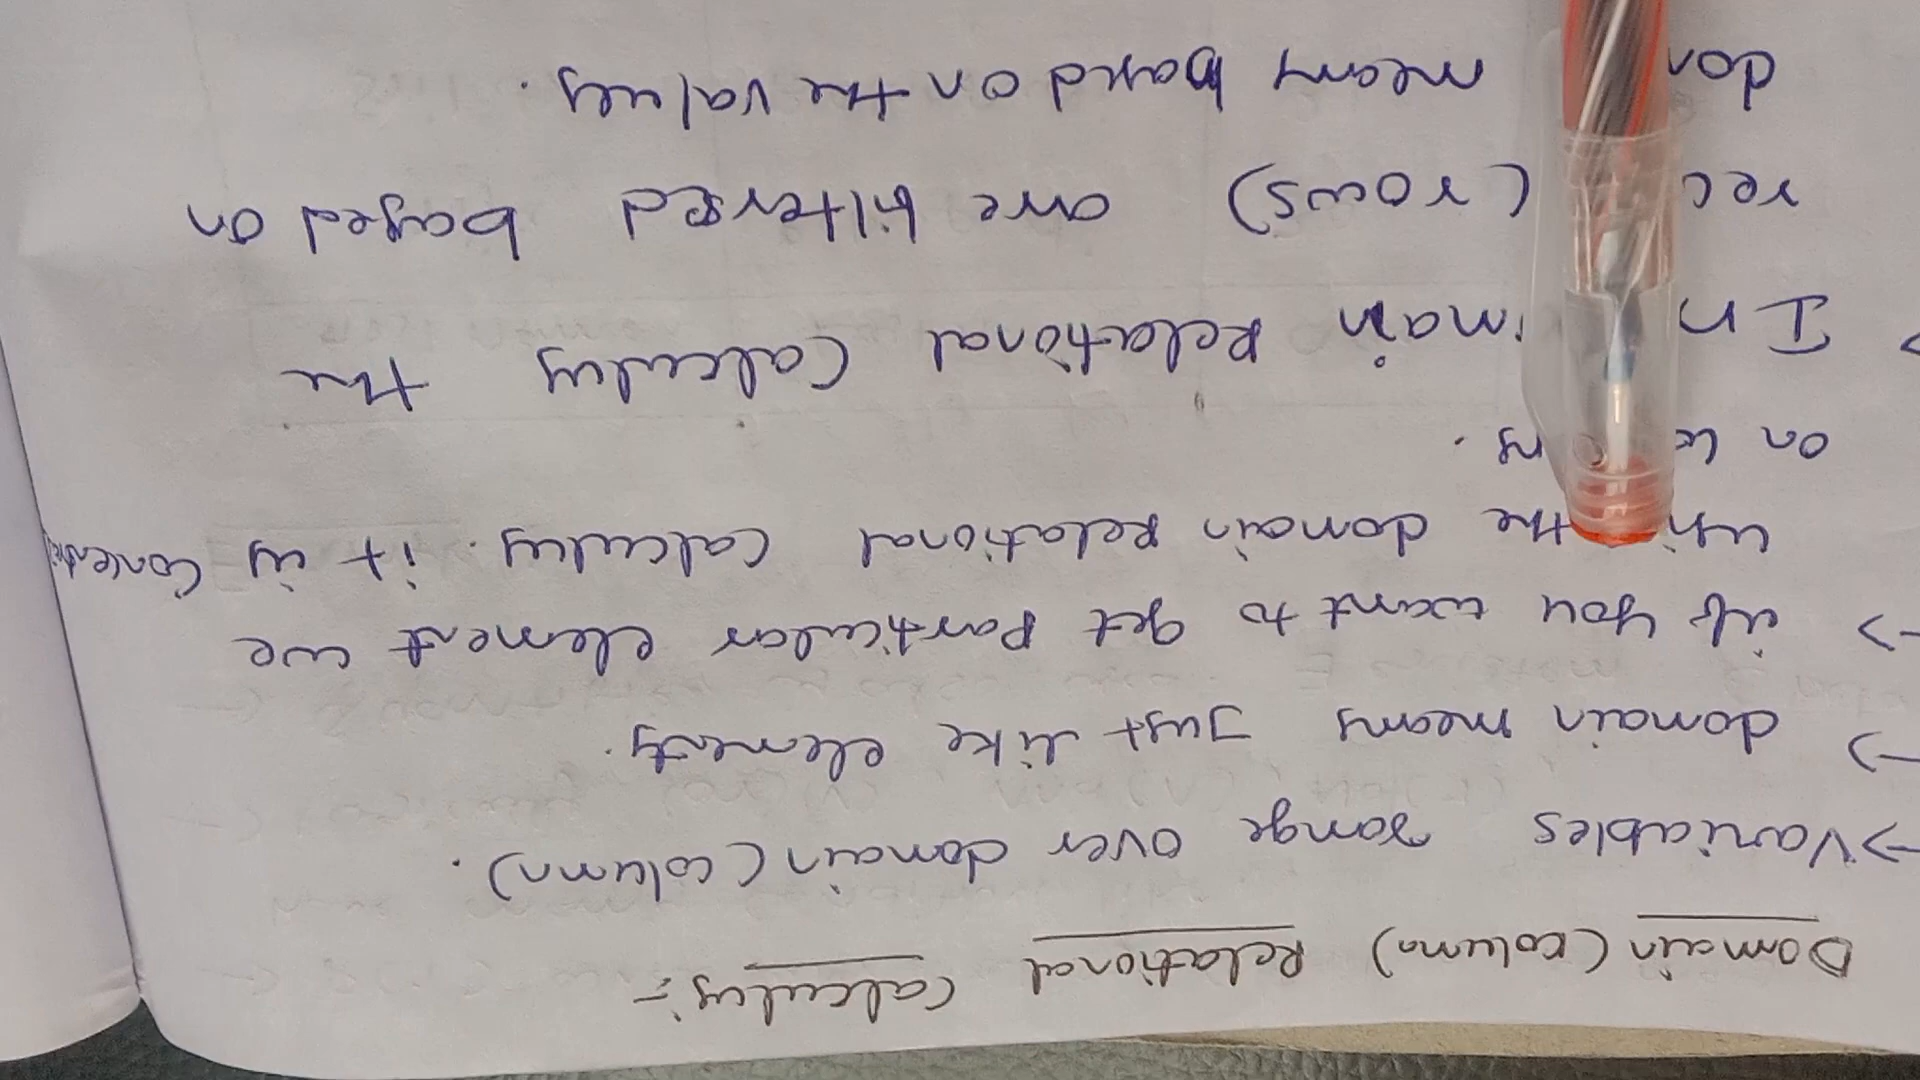 Domain (column) Relational Calculus :-
→ Variables range over domain (column).
→ domain means Just like elements.
→ if you want to get Particular element we
the domain Relational Calculus. it is
on
→ In main Relational Calculus the
rec (rows) are filtered based on
dom means based on the values.